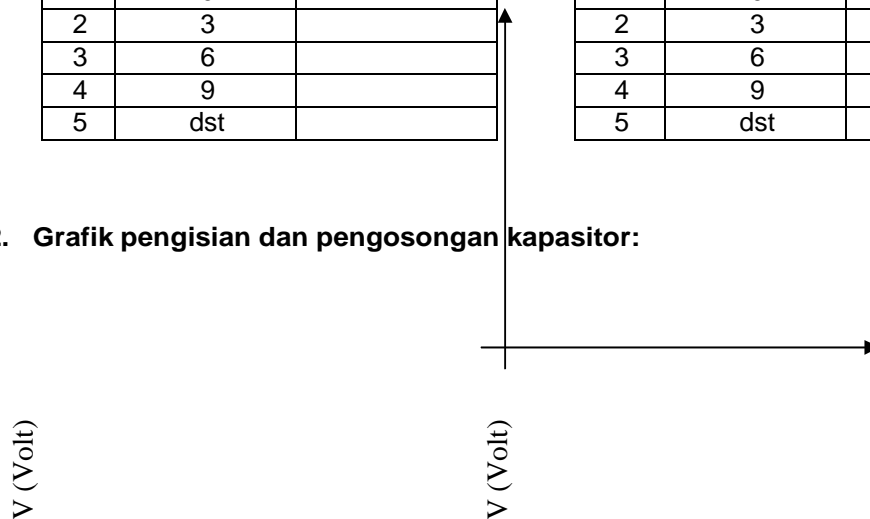 2 3 2 3
3 6 3 6
4 9 4 9
5 dst 5 dst
Grafik pengisian dan pengosongan kapasitor:
V (Volt) V (Volt)